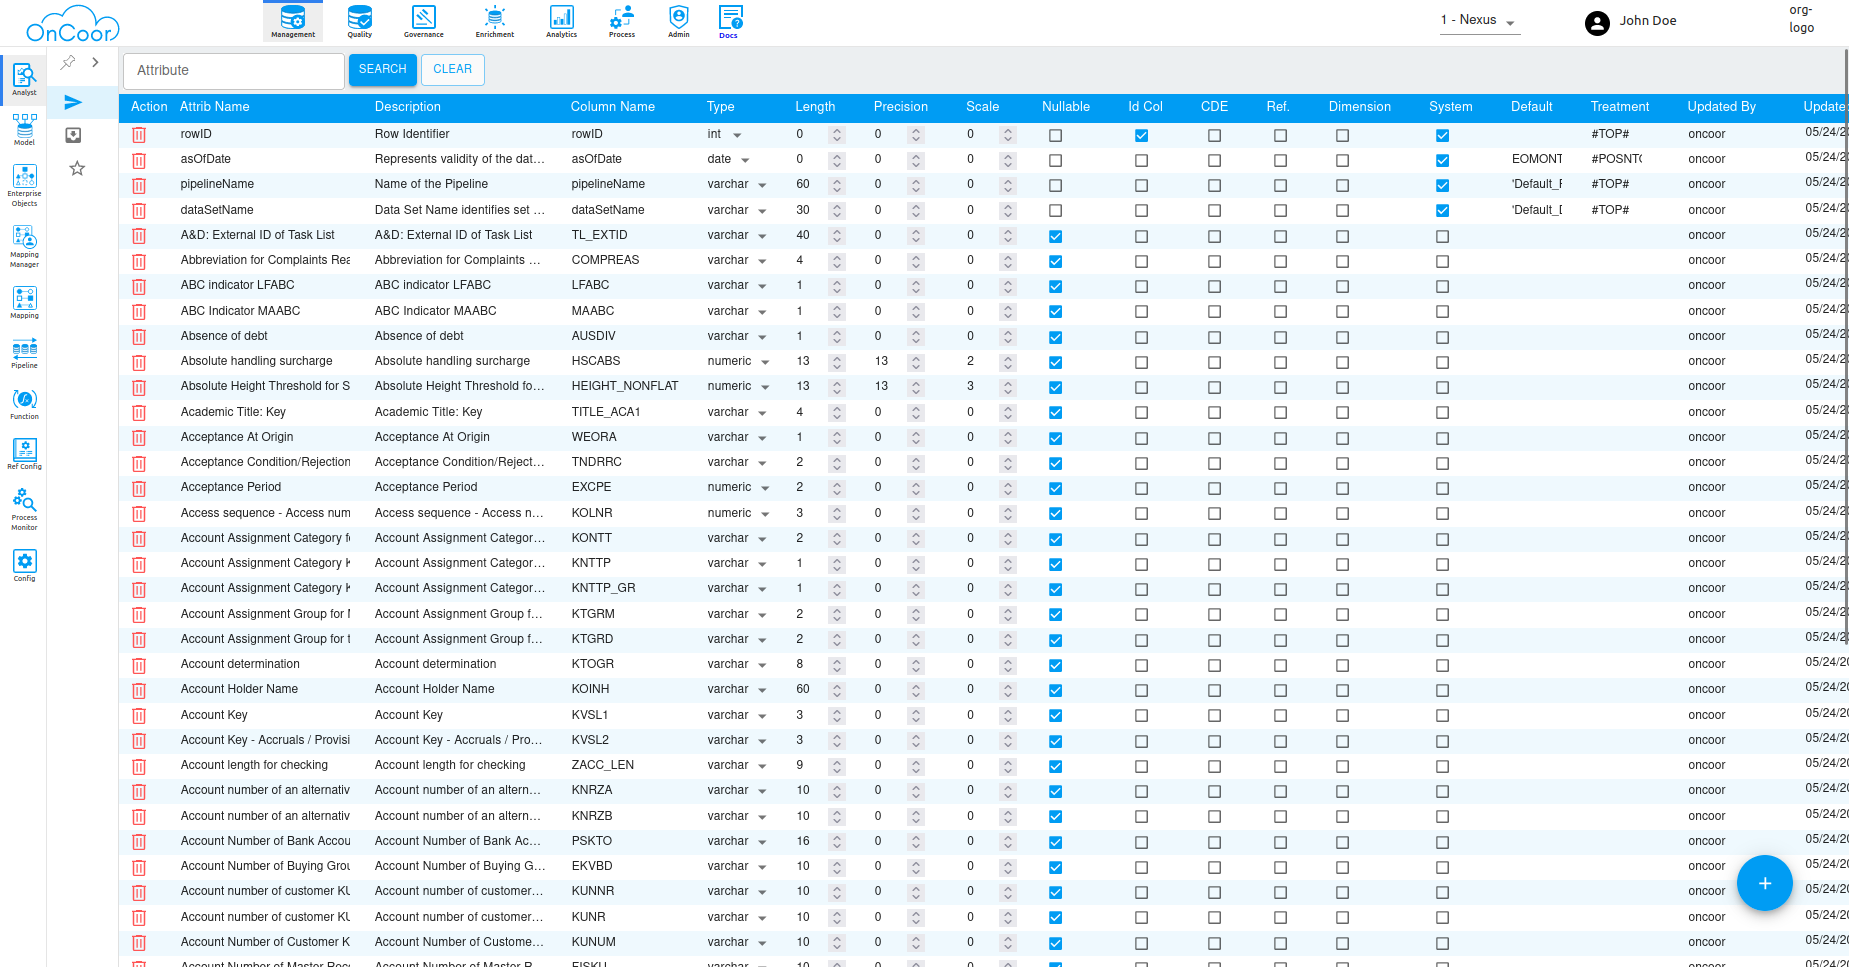 OnCoor
Management Quality Governance Enrichment Analytics Process Admin Docs
1 - Nexus
John Doe
org-
logo
Analyst
Model
Enterprise
Objects
Mapping
Manager
Mapping
Pipeline
Function
Ref Config
Process
Monitor
Config
Attribute SEARCH CLEAR
Action Attrib Name Description Column Name Type Length Precision Scale Nullable Id Col CDE Ref. Dimension System Default Treatment Updated By Update
rowID Row Identifier rowID int 0 0 0 #TOP# oncoor 05/24/2
asOfDate Represents validity of the dat... asOfDate date 0 0 0 EOMONT #POSNT oncoor 05/24/2
pipelineName Name of the Pipeline pipelineName varchar 60 0 0 'Default_F #TOP# oncoor 05/24/2
dataSetName Data Set Name identifies set ... dataSetName varchar 30 0 0 'Default_D #TOP# oncoor 05/24/2
A&D: External ID of Task List A&D: External ID of Task List TL_EXTID varchar 40 0 0 oncoor 05/24/2
Abbreviation for Complaints Rea Abbreviation for Complaints ... COMPREAS varchar 4 0 0 oncoor 05/24/2
ABC indicator LFABC ABC indicator LFABC LFABC varchar 1 0 0 oncoor 05/24/2
ABC Indicator MAABC ABC Indicator MAABC MAABC varchar 1 0 0 oncoor 05/24/2
Absence of debt Absence of debt AUSDIV varchar 1 0 0 oncoor 05/24/2
Absolute handling surcharge Absolute handling surcharge HSCABS numeric 13 13 2 oncoor 05/24/2
Absolute Height Threshold for S Absolute Height Threshold fo... HEIGHT_NONFLAT numeric 13 13 3 oncoor 05/24/2
Academic Title: Key Academic Title: Key TITLE_ACA1 varchar 4 0 0 oncoor 05/24/2
Acceptance At Origin Acceptance At Origin WEORA varchar 1 0 0 oncoor 05/24/2
Acceptance Condition/Rejection Acceptance Condition/Reject... TNDRRC varchar 2 0 0 oncoor 05/24/2
Acceptance Period Acceptance Period EXCPE numeric 2 0 0 oncoor 05/24/2
Access sequence - Access num Access sequence - Access n... KOLNR numeric 3 0 0 oncoor 05/24/2
Account Assignment Category f Account Assignment Categor... KONTT varchar 2 0 0 oncoor 05/24/2
Account Assignment Category K Account Assignment Categor... KNTTP varchar 1 0 0 oncoor 05/24/2
Account Assignment Category K Account Assignment Categor... KNTTP_GR varchar 1 0 0 oncoor 05/24/2
Account Assignment Group for M Account Assignment Group f... KTGRM varchar 2 0 0 oncoor 05/24/2
Account Assignment Group for t Account Assignment Group f... KTGRD varchar 2 0 0 oncoor 05/24/2
Account determination Account determination KTOGR varchar 8 0 0 oncoor 05/24/2
Account Holder Name Account Holder Name KOINH varchar 60 0 0 oncoor 05/24/2
Account Key Account Key KVSL1 varchar 3 0 0 oncoor 05/24/2
Account Key - Accruals / Provisi Account Key - Accruals / Pro... KVSL2 varchar 3 0 0 oncoor 05/24/2
Account length for checking Account length for checking ZACC_LEN varchar 9 0 0 oncoor 05/24/2
Account number of an alternativ Account number of an altern... KNRZA varchar 10 0 0 oncoor 05/24/2
Account number of an alternativ Account number of an altern... KNRZB varchar 10 0 0 oncoor 05/24/2
Account Number of Bank Accou Account Number of Bank Ac... PSKTO varchar 16 0 0 oncoor 05/24/2
Account Number of Buying Grou Account Number of Buying G... EKVBD varchar 10 0 0 oncoor 05/24/2
Account number of customer KU Account number of customer... KUNNR varchar 10 0 0 oncoor 05/24/2
Account number of customer KU Account number of customer... KUNR varchar 10 0 0 oncoor 05/24/2
Account Number of Customer K Account Number of Custome... KUNUM varchar 10 0 0 oncoor 05/24/2
Account Number of Master Rec Account Number of Master R... FISKU varchar 10 0 0 oncoor 05/24/2